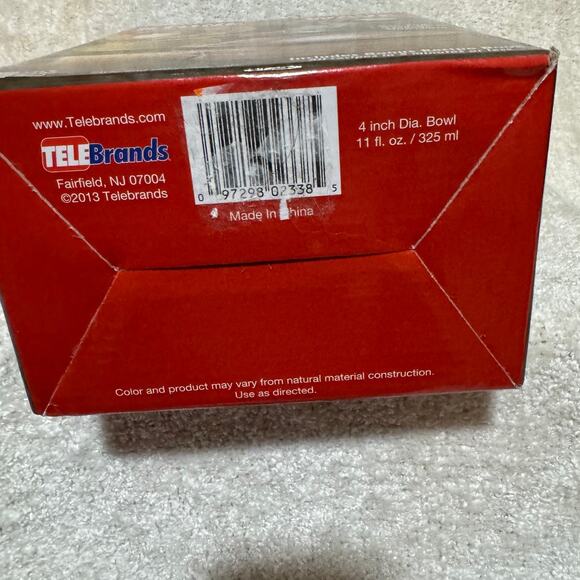 www.Telebrands.com
TELEBrands
Fairfield, NJ 07004
©2013 Telebrands
0 97298 02338 5
Made In China
4 inch Dia. Bowl
11 fl. oz. / 325 ml
Color and product may vary from natural material construction.
Use as directed.